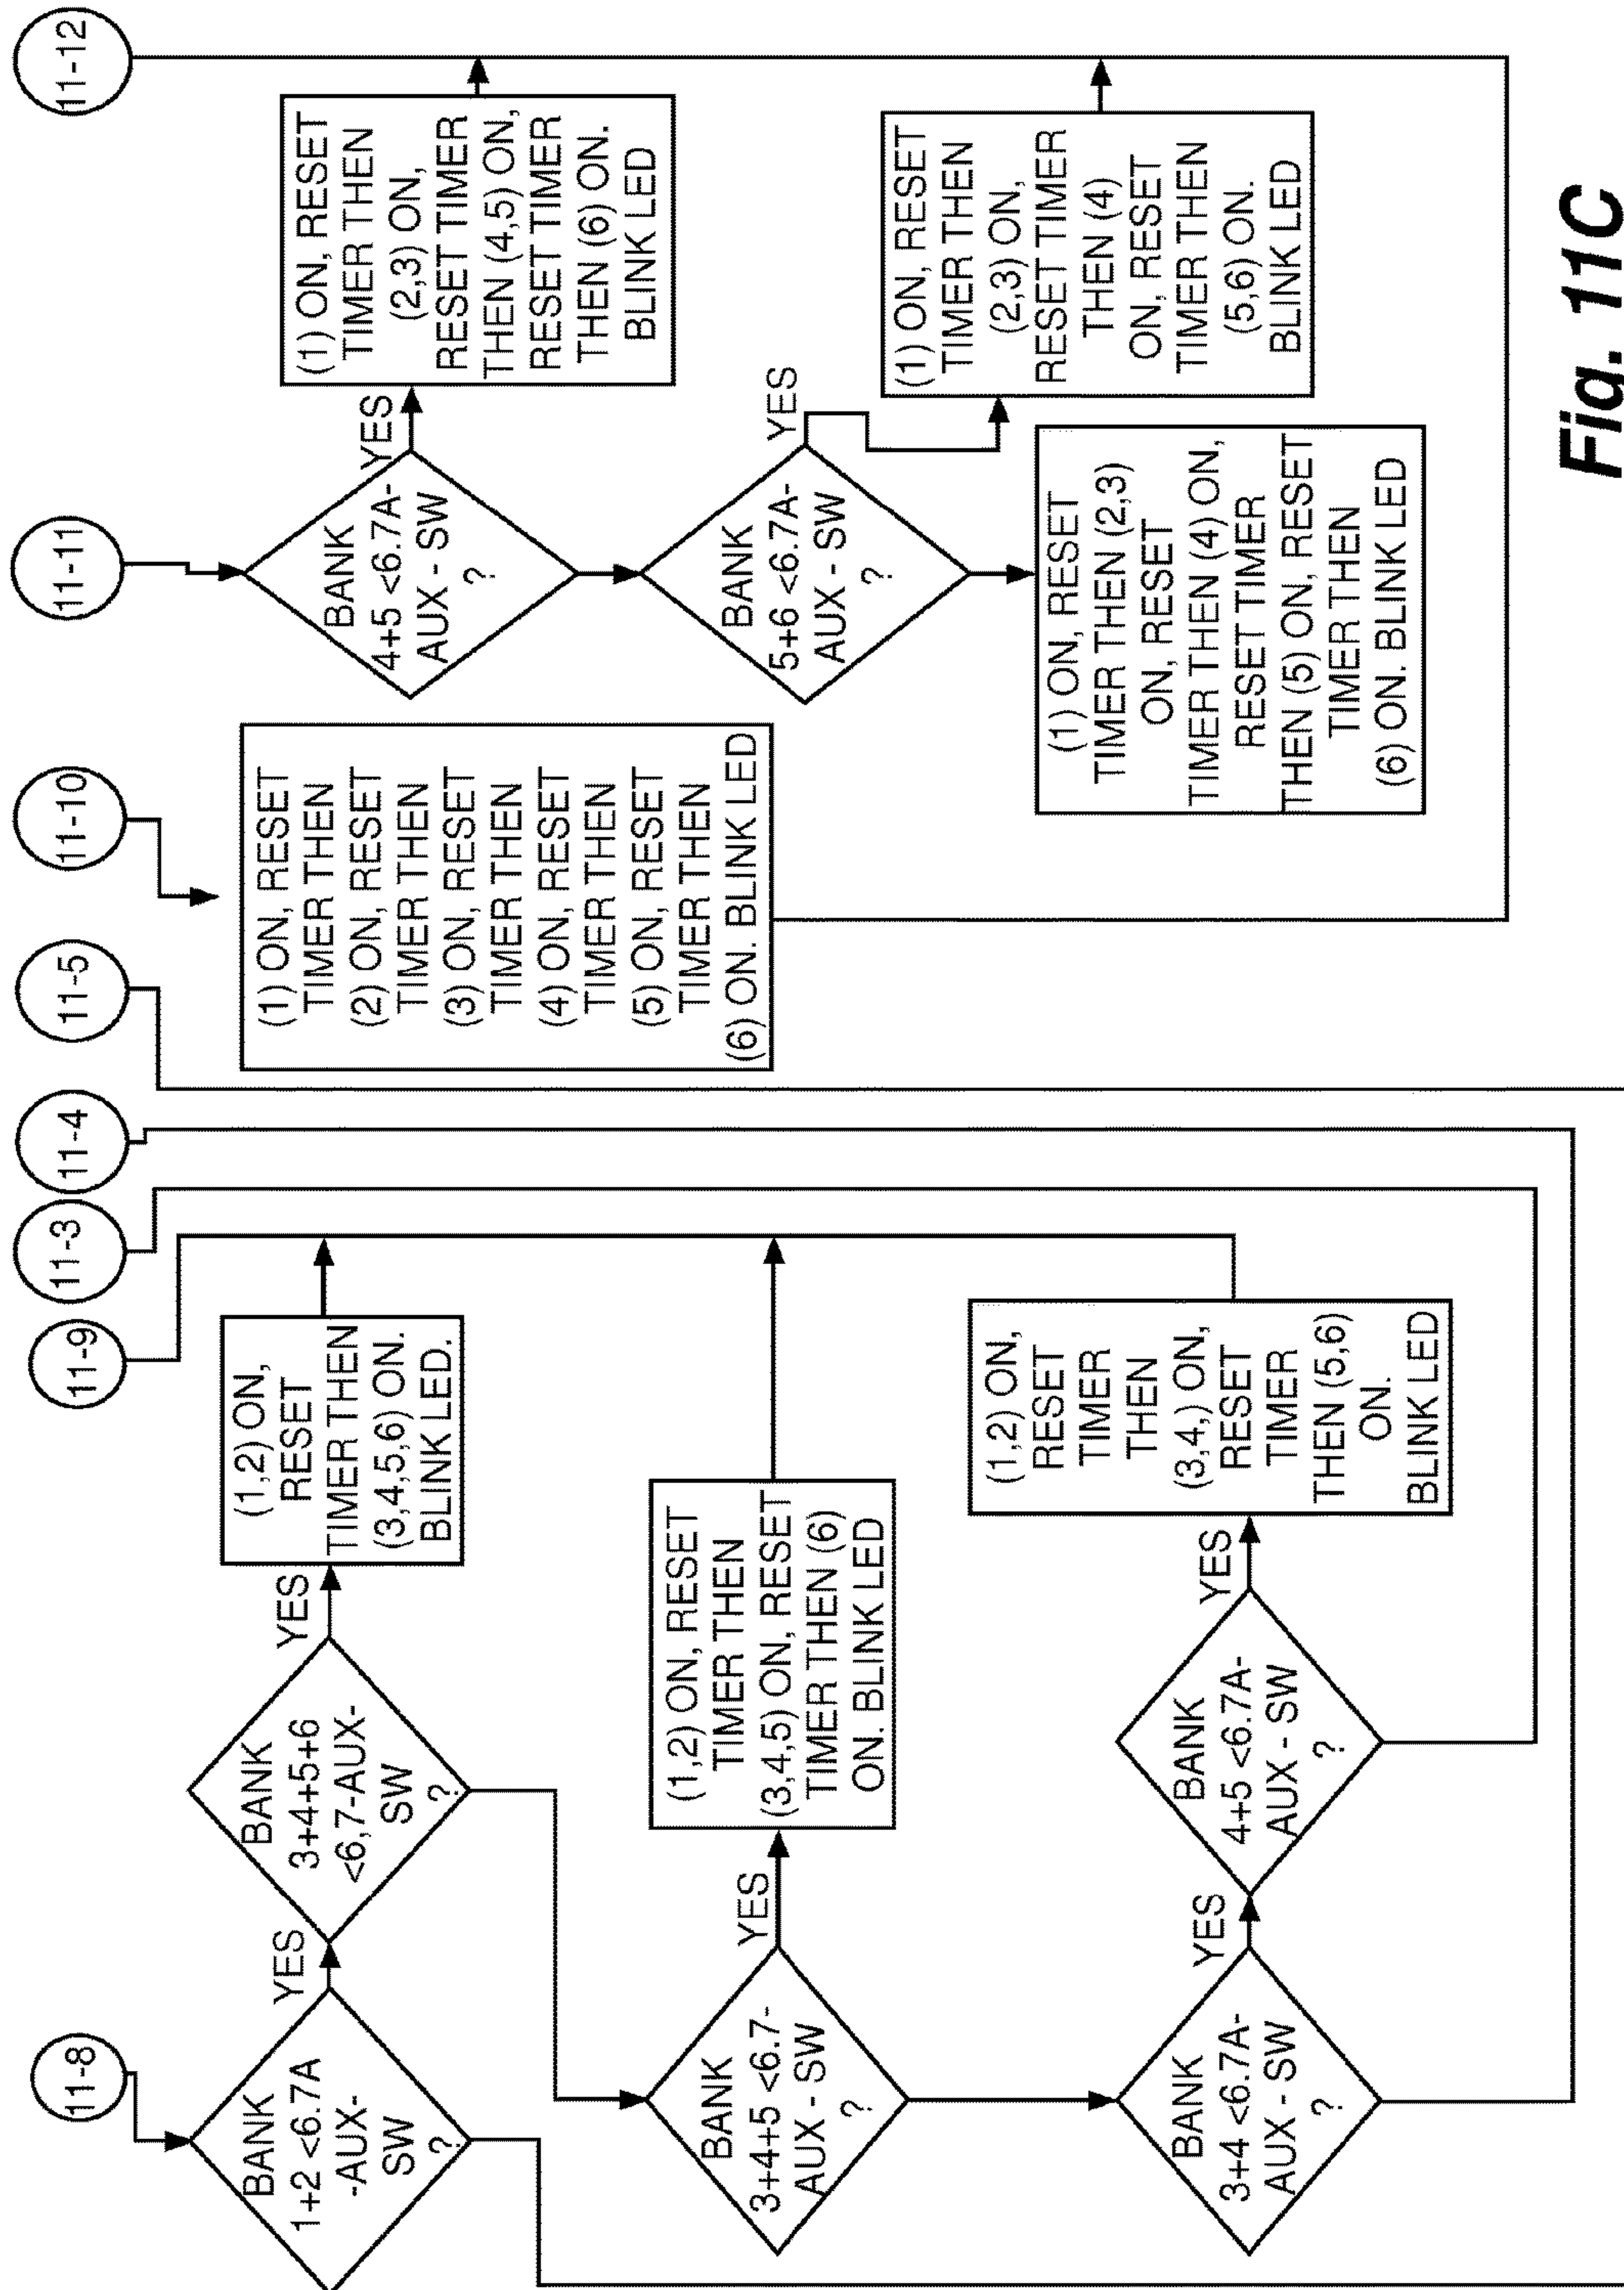 11-8
11-9
11-3
11-4
11-5
11-10
11-11
11-12
BANK
1+2 <6.7A
-AUX-
SW
?
YES
BANK
3+4+5+6
<6,7-AUX-
SW
?
YES
(1,2) ON,
RESET
TIMER THEN
(3,4,5,6) ON.
BLINK LED.
BANK
3+4+5 <6.7-
AUX - SW
?
YES
(1,2) ON, RESET
TIMER THEN
(3,4,5) ON, RESET
TIMER THEN (6)
ON. BLINK LED
BANK
3+4 <6.7A-
AUX - SW
?
YES
BANK
4+5 <6.7A-
AUX - SW
?
YES
(1,2) ON,
RESET
TIMER
THEN
(3,4,) ON,
RESET
TIMER
THEN (5,6)
ON.
BLINK LED
(1) ON, RESET
TIMER THEN
(2) ON, RESET
TIMER THEN
(3) ON, RESET
TIMER THEN
(4) ON, RESET
TIMER THEN
(5) ON, RESET
TIMER THEN
(6) ON. BLINK LED
BANK
4+5 <6.7A-
AUX - SW
?
YES
(1) ON, RESET
TIMER THEN
(2,3) ON,
RESET TIMER
THEN (4,5) ON,
RESET TIMER
THEN (6) ON.
BLINK LED
BANK
5+6 <6.7A-
AUX - SW
?
YES
(1) ON, RESET
TIMER THEN
(2,3) ON,
RESET TIMER
THEN (4)
ON, RESET
TIMER THEN
(5,6) ON.
BLINK LED
(1) ON, RESET
TIMER THEN (2,3)
ON, RESET
TIMER THEN (4) ON,
RESET TIMER
THEN (5) ON, RESET
TIMER THEN
(6) ON. BLINK LED
Fig. 11C